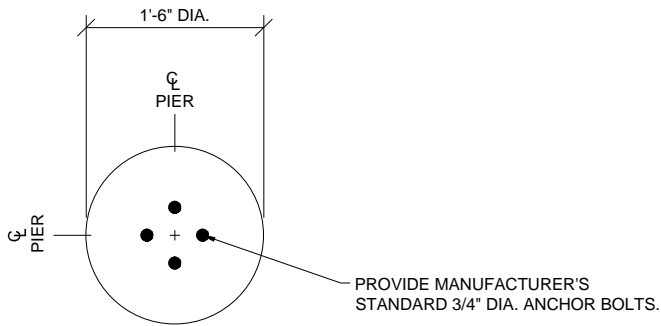 1'-6" DIA.
℄
PIER
℄
PIER
PROVIDE MANUFACTURER'S
STANDARD 3/4" DIA. ANCHOR BOLTS.